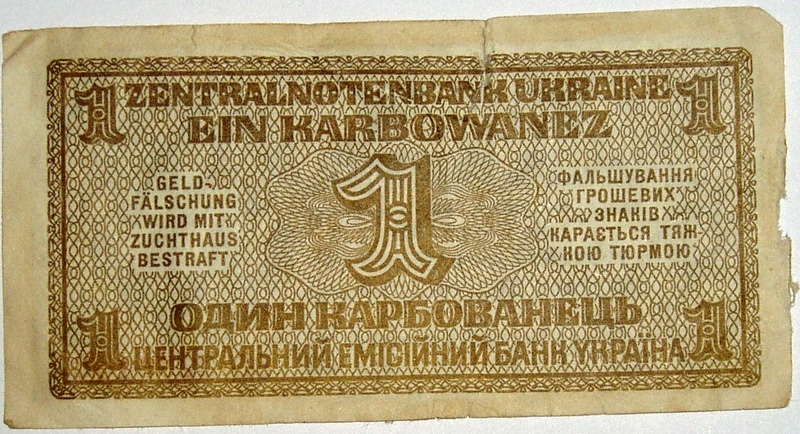 1 ZENTRALNOTENBANK UKRAINE 1
EIN KARBOWANEZ
GELD-
FÄLSCHUNG
WIRD MIT
ZUCHTHAUS
BESTRAFT
1
ФАЛЬШУВАННЯ
ГРОШЕВИХ
ЗНАКІВ
КАРАЄТЬСЯ ТЯЖ-
КОЮ ТЮРМОЮ
ОДИН КАРБОВАНЕЦЬ
1 ЦЕНТРАЛЬНИЙ ЕМІСІЙНИЙ БАНК УКРАЇНА 1